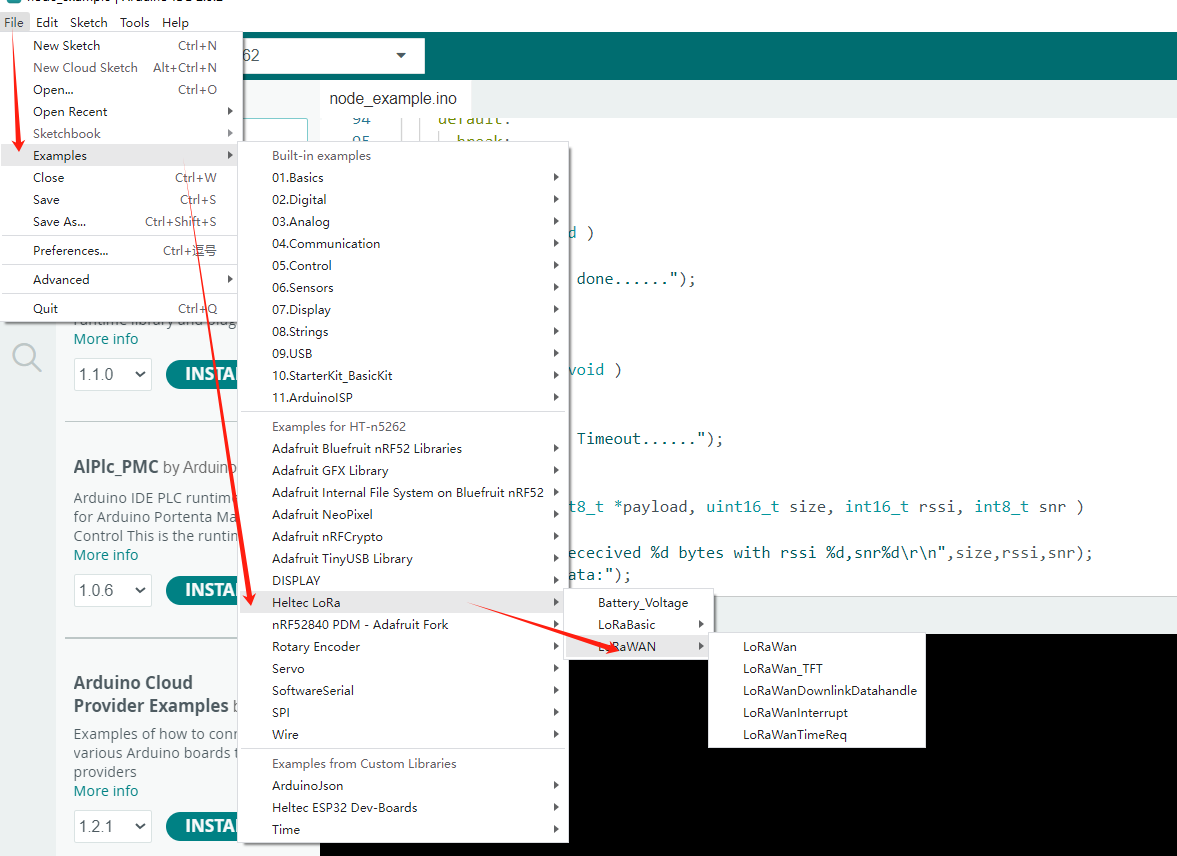 node_example | Arduino IDE 2.3.2
File Edit Sketch Tools Help
New Sketch Ctrl+N
New Cloud Sketch Alt+Ctrl+N
Open... Ctrl+O
Open Recent
Sketchbook
Examples
Close Ctrl+W
Save Ctrl+S
Save As... Ctrl+Shift+S
Preferences... Ctrl+逗号
Advanced
Quit Ctrl+Q
62
node_example.ino
94 default:
95 break;
d )
done......");
void )
Timeout......");
t8_t *payload, uint16_t size, int16_t rssi, int8_t snr )
ececived %d bytes with rssi %d,snr%d\r\n",size,rssi,snr);
ata:");
Built-in examples
01.Basics
02.Digital
03.Analog
04.Communication
05.Control
06.Sensors
07.Display
08.Strings
09.USB
10.StarterKit_BasicKit
11.ArduinoISP
Examples for HT-n5262
Adafruit Bluefruit nRF52 Libraries
Adafruit GFX Library
Adafruit Internal File System on Bluefruit nRF52
Adafruit NeoPixel
Adafruit nRFCrypto
Adafruit TinyUSB Library
DISPLAY
Heltec LoRa
nRF52840 PDM - Adafruit Fork
Rotary Encoder
Servo
SoftwareSerial
SPI
Wire
Examples from Custom Libraries
ArduinoJson
Heltec ESP32 Dev-Boards
Time
Battery_Voltage
LoRaBasic
LoRaWAN
LoRaWan
LoRaWan_TFT
LoRaWanDownlinkDatahandle
LoRaWanInterrupt
LoRaWanTimeReq
runtime library and plug
More info
1.1.0 INSTA
AlPlc_PMC by Arduino
Arduino IDE PLC runtime
for Arduino Portenta Ma
Control This is the runtim
More info
1.0.6 INSTA
Arduino Cloud
Provider Examples b
Examples of how to conn
various Arduino boards t
providers
More info
1.2.1 INSTA